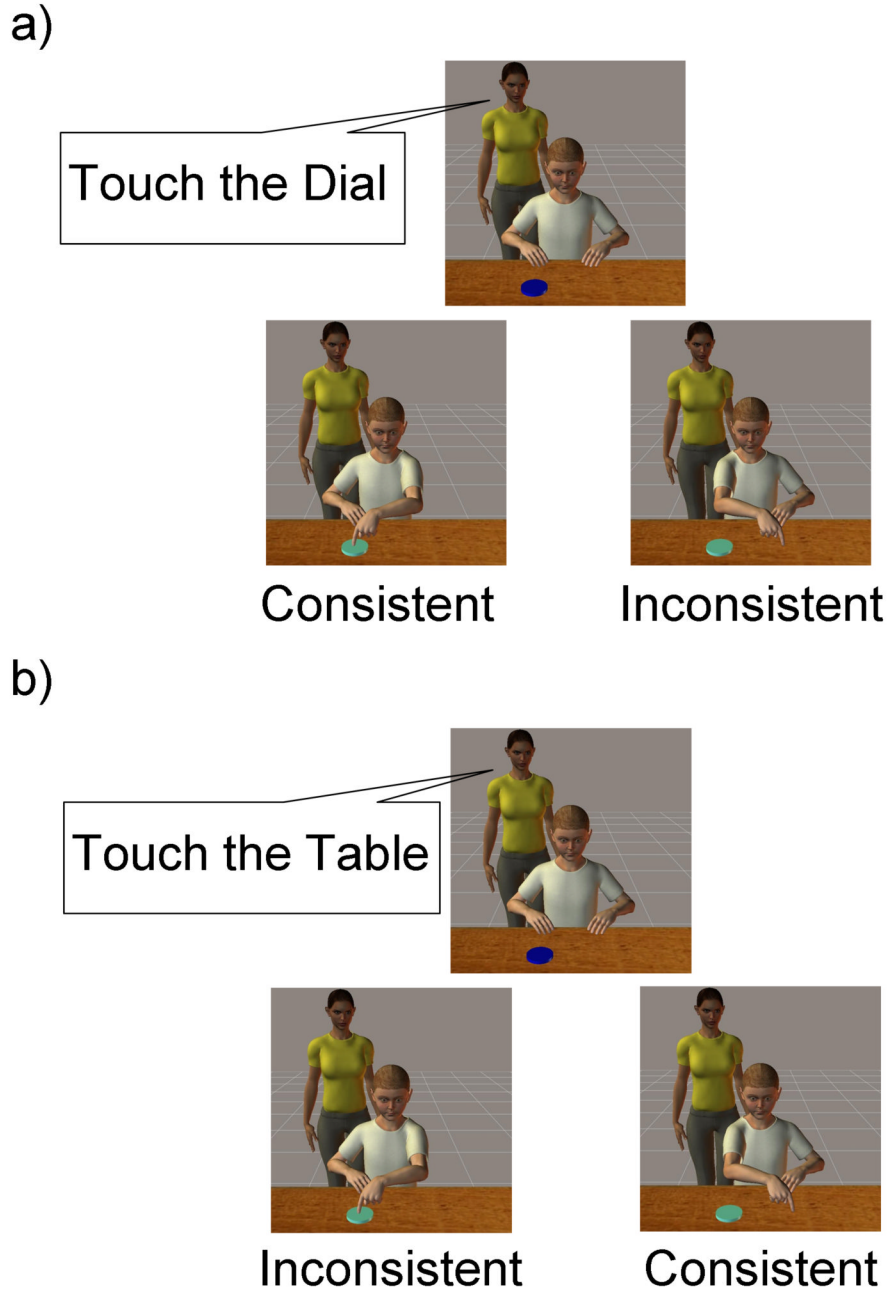 a)
Touch the Dial
Consistent Inconsistent
b)
Touch the Table
Inconsistent Consistent